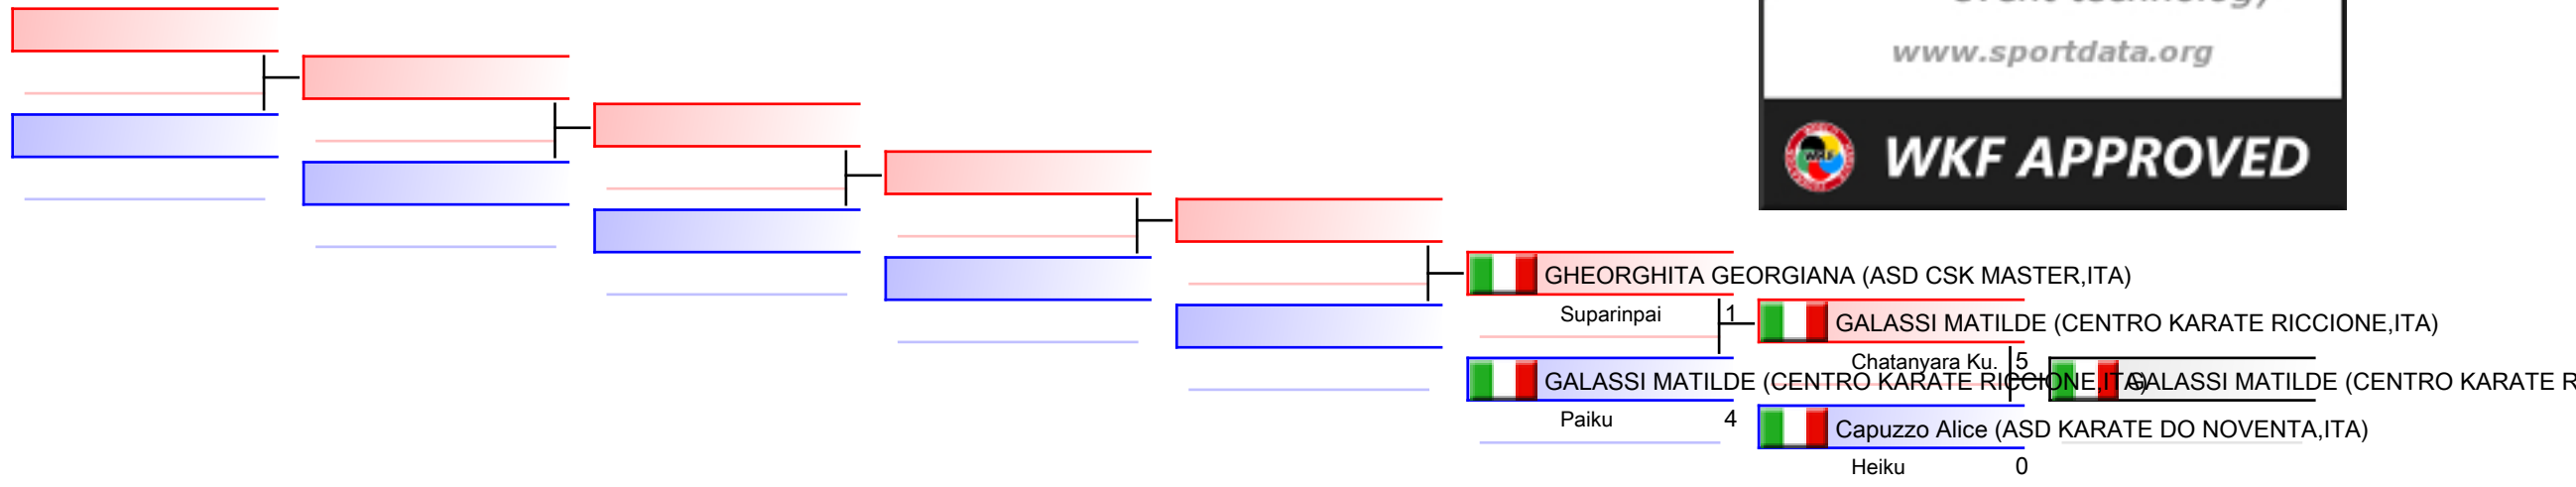 event technology
www.sportdata.org
WKF APPROVED
GHEORGHITA GEORGIANA (ASD CSK MASTER,ITA)
Suparinpai 1
GALASSI MATILDE (CENTRO KARATE RICCIONE,ITA)
Chatanyara Ku. 5
GALASSI MATILDE (CENTRO KARATE RICCIONE,ITA)
GALASSI MATILDE (CENTRO KARATE R
Paiku 4
Capuzzo Alice (ASD KARATE DO NOVENTA,ITA)
Heiku 0